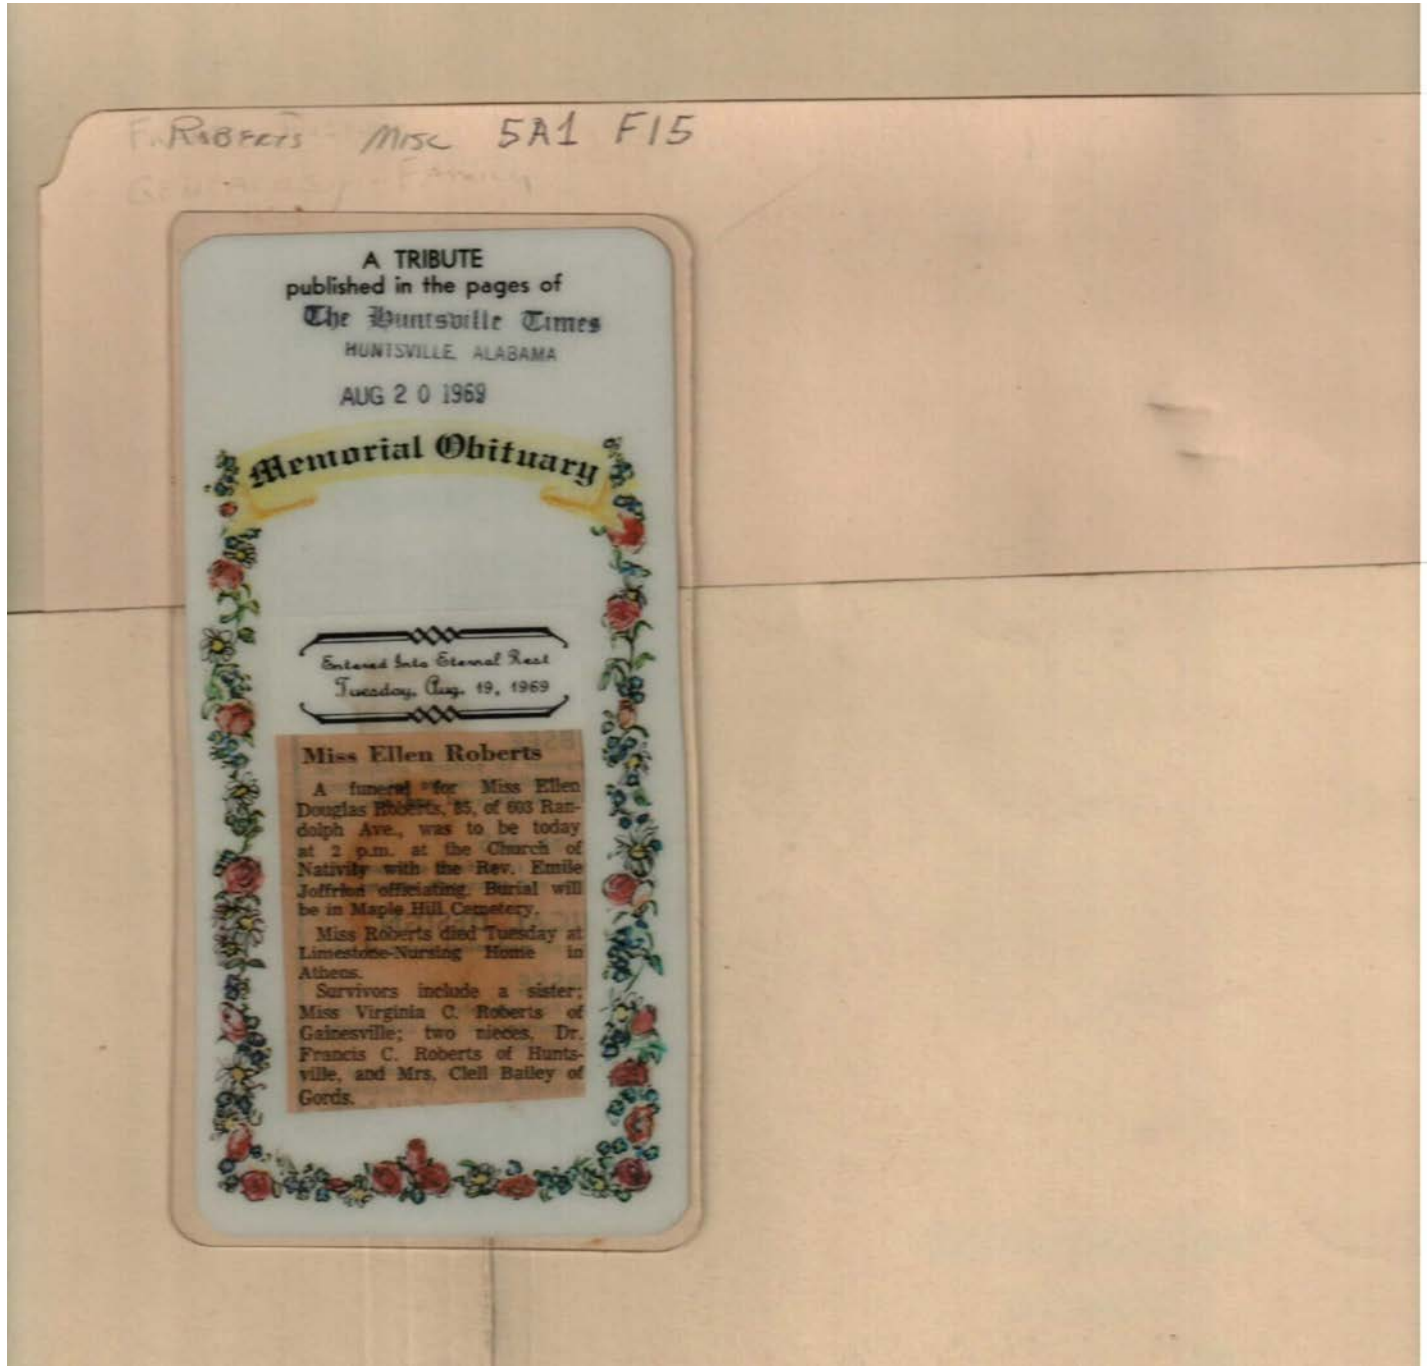 F. ROBERTS - MISC 5A1 F15
GENEALOGY - FAMILY
A TRIBUTE
published in the pages of
The Huntsville Times
HUNTSVILLE, ALABAMA
AUG 20 1969
Memorial Obituary
Entered Into Eternal Rest
Tuesday, Aug. 19, 1969
Miss Ellen Roberts
A funeral for Miss Ellen
Douglas Roberts, 85, of 603 Ran-
dolph Ave., was to be today
at 2 p.m. at the Church of
Nativity with the Rev. Emile
Joffrion officiating. Burial will
be in Maple Hill Cemetery.
Miss Roberts died Tuesday at
Limestone-Nursing Home in
Athens.
Survivors include a sister;
Miss Virginia C. Roberts of
Gainesville; two nieces, Dr.
Francis C. Roberts of Hunts-
ville, and Mrs. Clell Bailey of
Gords.